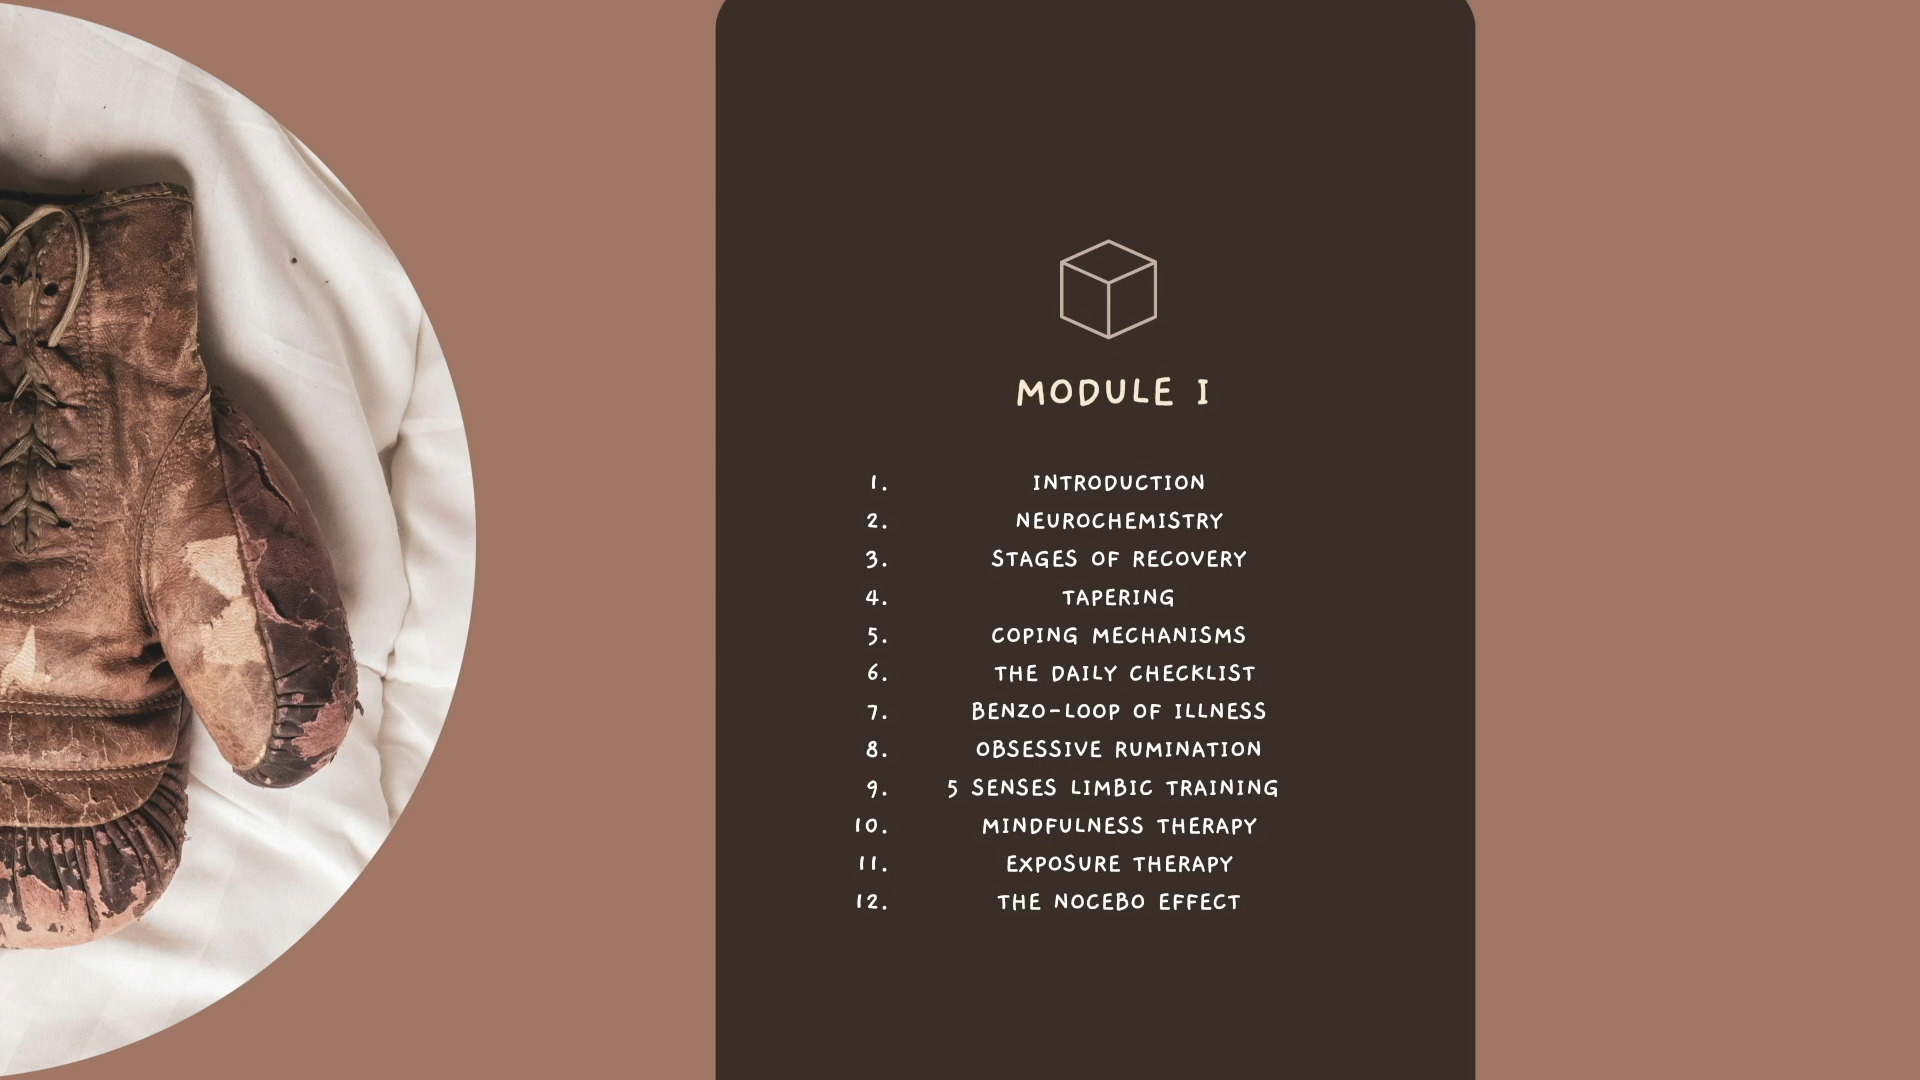 MODULE I
1. INTRODUCTION
2. NEUROCHEMISTRY
3. STAGES OF RECOVERY
4. TAPERING
5. COPING MECHANISMS
6. THE DAILY CHECKLIST
7. BENZO-LOOP OF ILLNESS
8. OBSESSIVE RUMINATION
9. 5 SENSES LIMBIC TRAINING
10. MINDFULNESS THERAPY
11. EXPOSURE THERAPY
12. THE NOCEBO EFFECT